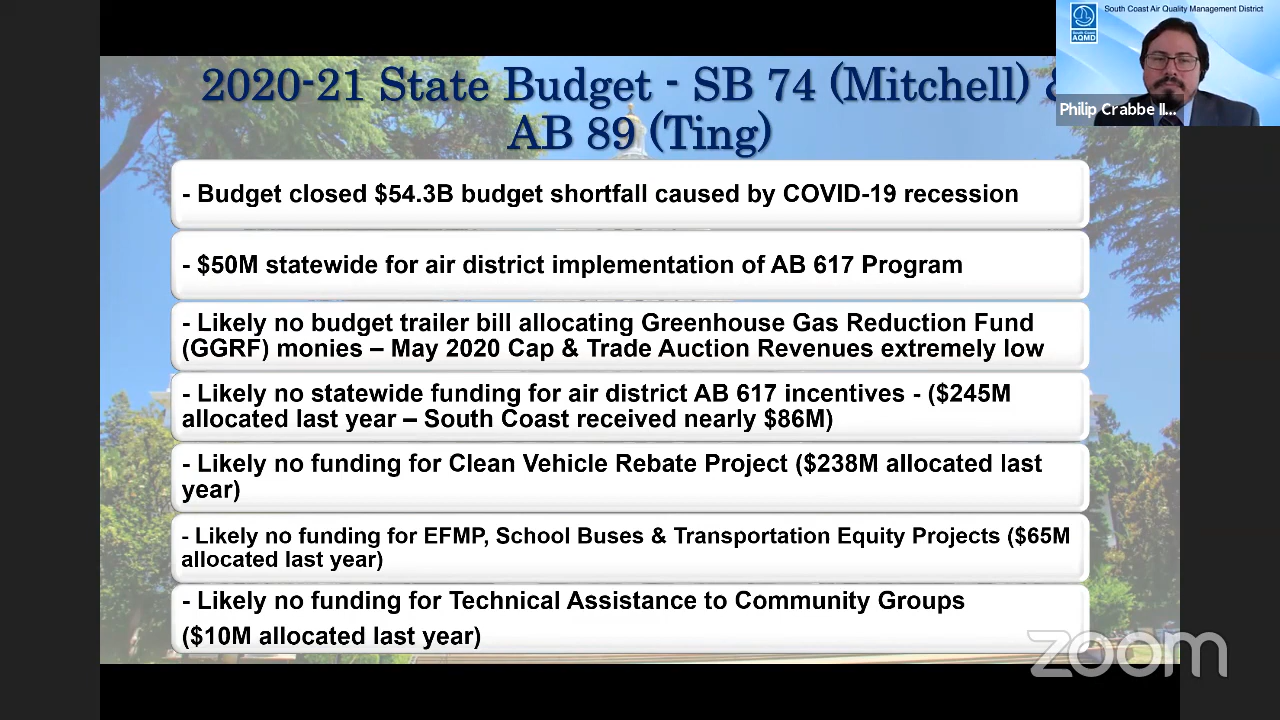 South Coast Air Quality Management District
South Coast
AQMD
Philip Crabbe II...
2020-21 State Budget - SB 74 (Mitchell) &
AB 89 (Ting)
- Budget closed $54.3B budget shortfall caused by COVID-19 recession
- $50M statewide for air district implementation of AB 617 Program
- Likely no budget trailer bill allocating Greenhouse Gas Reduction Fund
(GGRF) monies – May 2020 Cap & Trade Auction Revenues extremely low
- Likely no statewide funding for air district AB 617 incentives - ($245M
allocated last year – South Coast received nearly $86M)
- Likely no funding for Clean Vehicle Rebate Project ($238M allocated last
year)
- Likely no funding for EFMP, School Buses & Transportation Equity Projects ($65M
allocated last year)
- Likely no funding for Technical Assistance to Community Groups
($10M allocated last year)
zoom